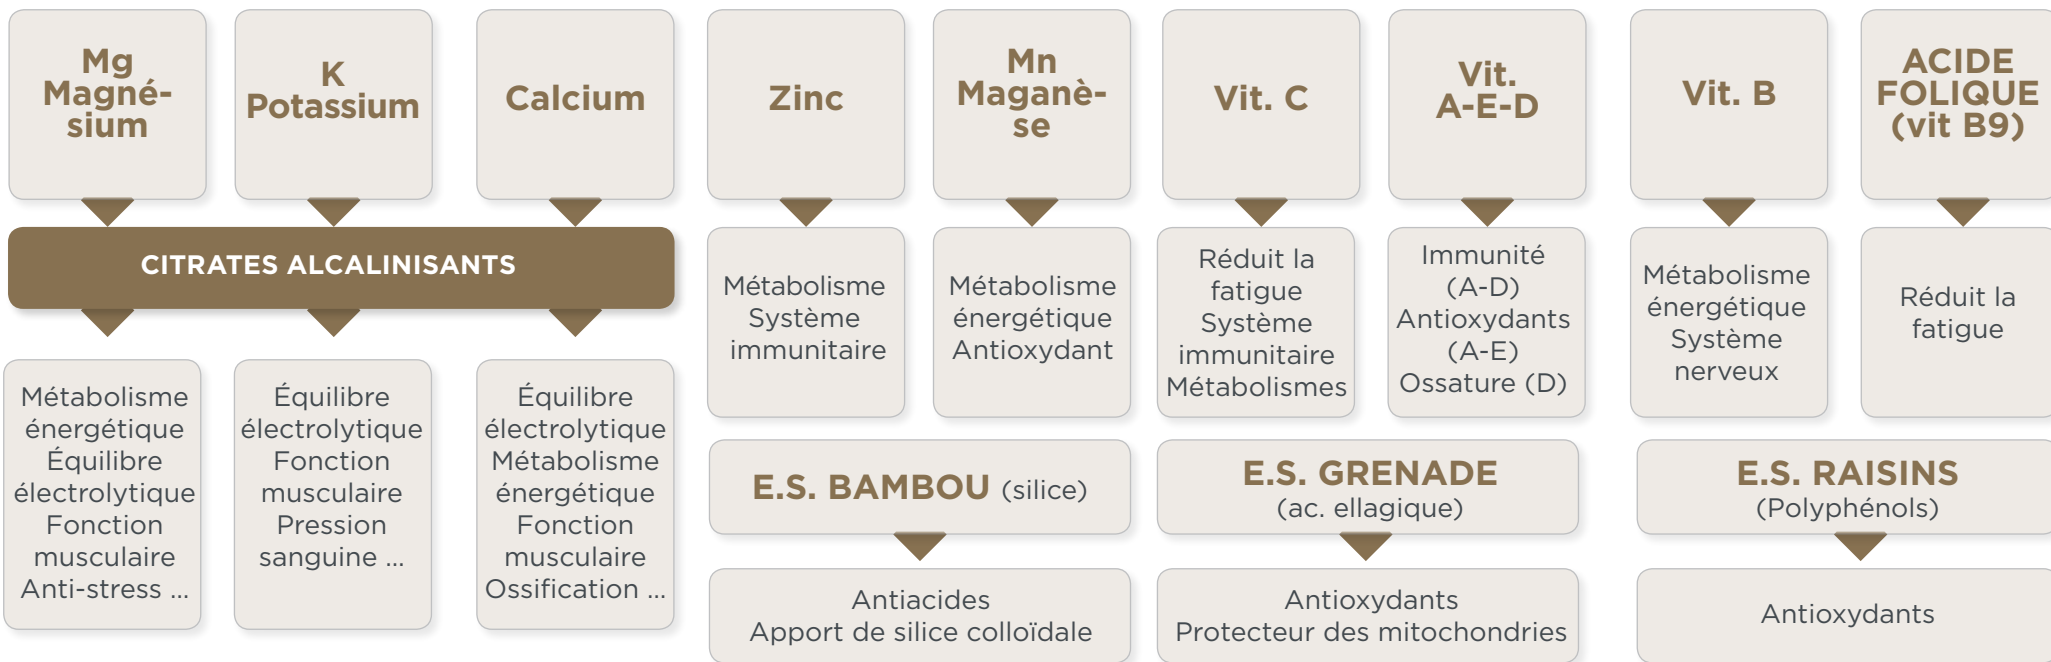 Mg
Magné-
sium
K
Potassium
Calcium
Zinc
Mn
Maganè-
se
Vit. C
Vit.
A-E-D
Vit. B
ACIDE
FOLIQUE
(vit B9)
CITRATES ALCALINISANTS
Métabolisme
énergétique
Équilibre
électrolytique
Fonction
musculaire
Anti-stress ...
Équilibre
électrolytique
Fonction
musculaire
Pression
sanguine ...
Équilibre
électrolytique
Métabolisme
énergétique
Fonction
musculaire
Ossification ...
Métabolisme
Système
immunitaire
Métabolisme
énergétique
Antioxydant
Réduit la
fatigue
Système
immunitaire
Métabolismes
Immunité
(A-D)
Antioxydants
(A-E)
Ossature (D)
Métabolisme
énergétique
Système
nerveux
Réduit la
fatigue
E.S. BAMBOU (silice)
E.S. GRENADE
(ac. ellagique)
E.S. RAISINS
(Polyphénols)
Antiacides
Apport de silice colloïdale
Antioxydants
Protecteur des mitochondries
Antioxydants